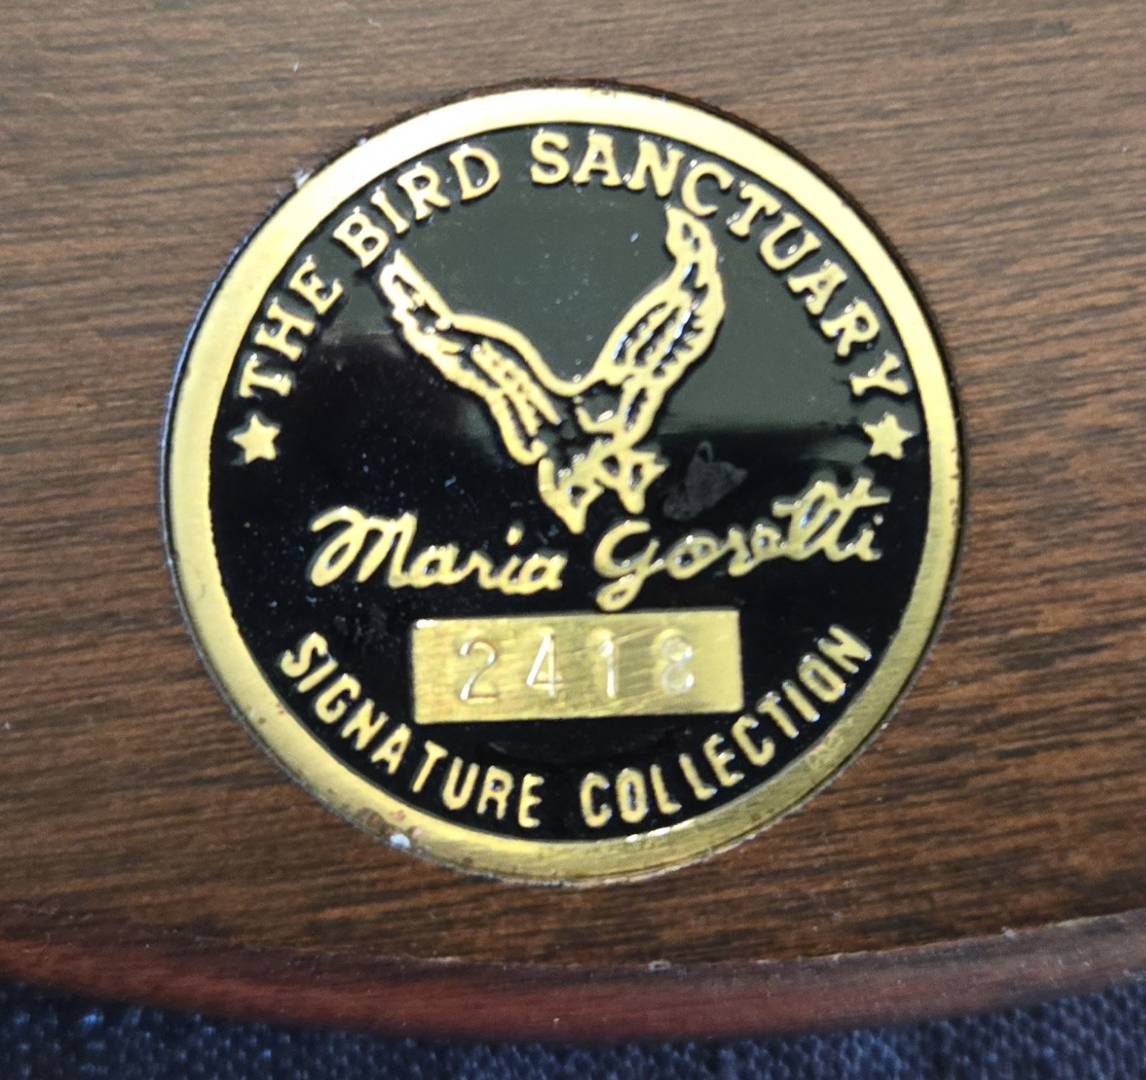 THE BIRD SANCTUARY
Maria Goretti
2418
SIGNATURE COLLECTION